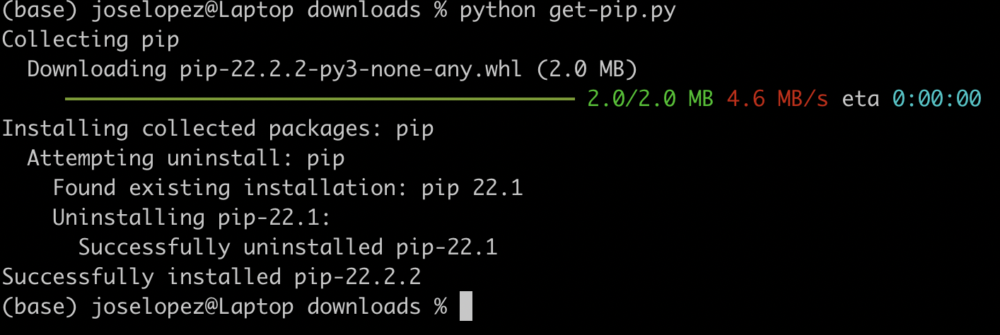 (base) joselopez@Laptop downloads % python get-pip.py
Collecting pip
  Downloading pip-22.2.2-py3-none-any.whl (2.0 MB)
2.0/2.0 MB 4.6 MB/s eta 0:00:00
Installing collected packages: pip
  Attempting uninstall: pip
    Found existing installation: pip 22.1
    Uninstalling pip-22.1:
      Successfully uninstalled pip-22.1
Successfully installed pip-22.2.2
(base) joselopez@Laptop downloads %